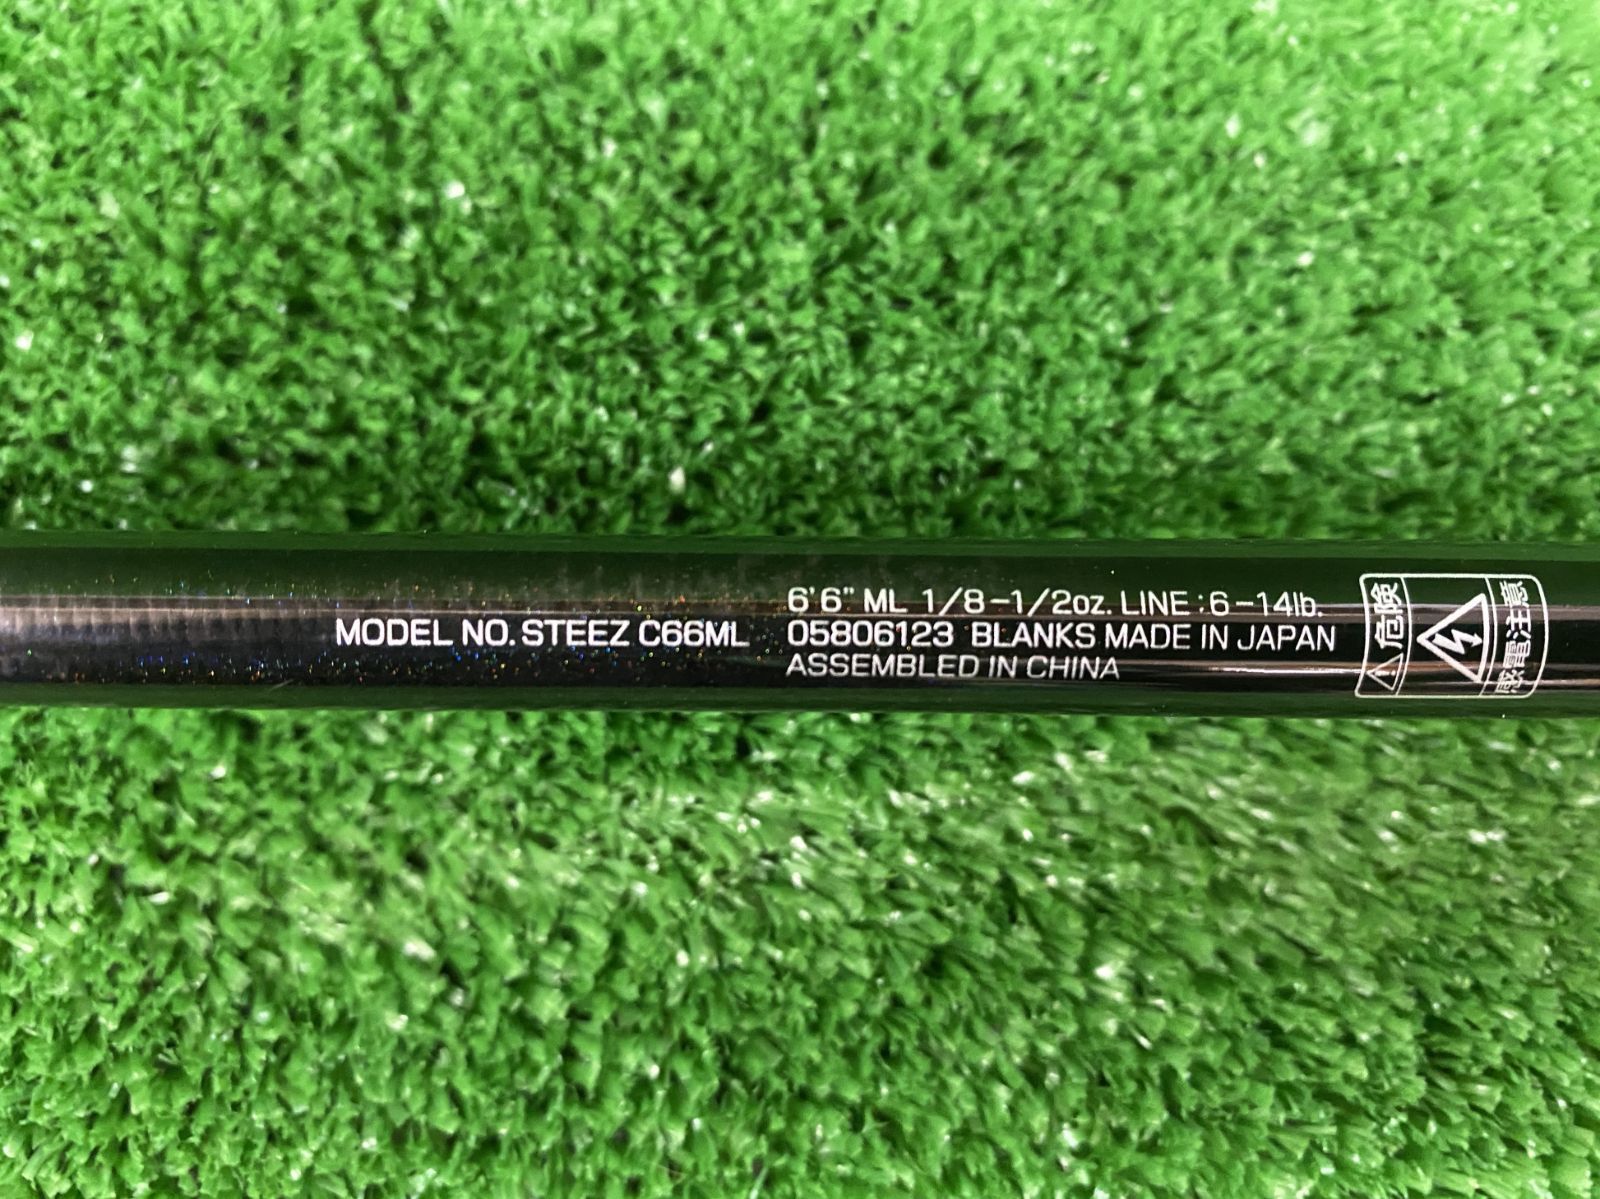 MODEL NO. STEEZ C66ML
6'6" ML 1/8-1/2oz. LINE : 6-14lb.
05806123 BLANKS MADE IN JAPAN
ASSEMBLED IN CHINA
危険
感電注意